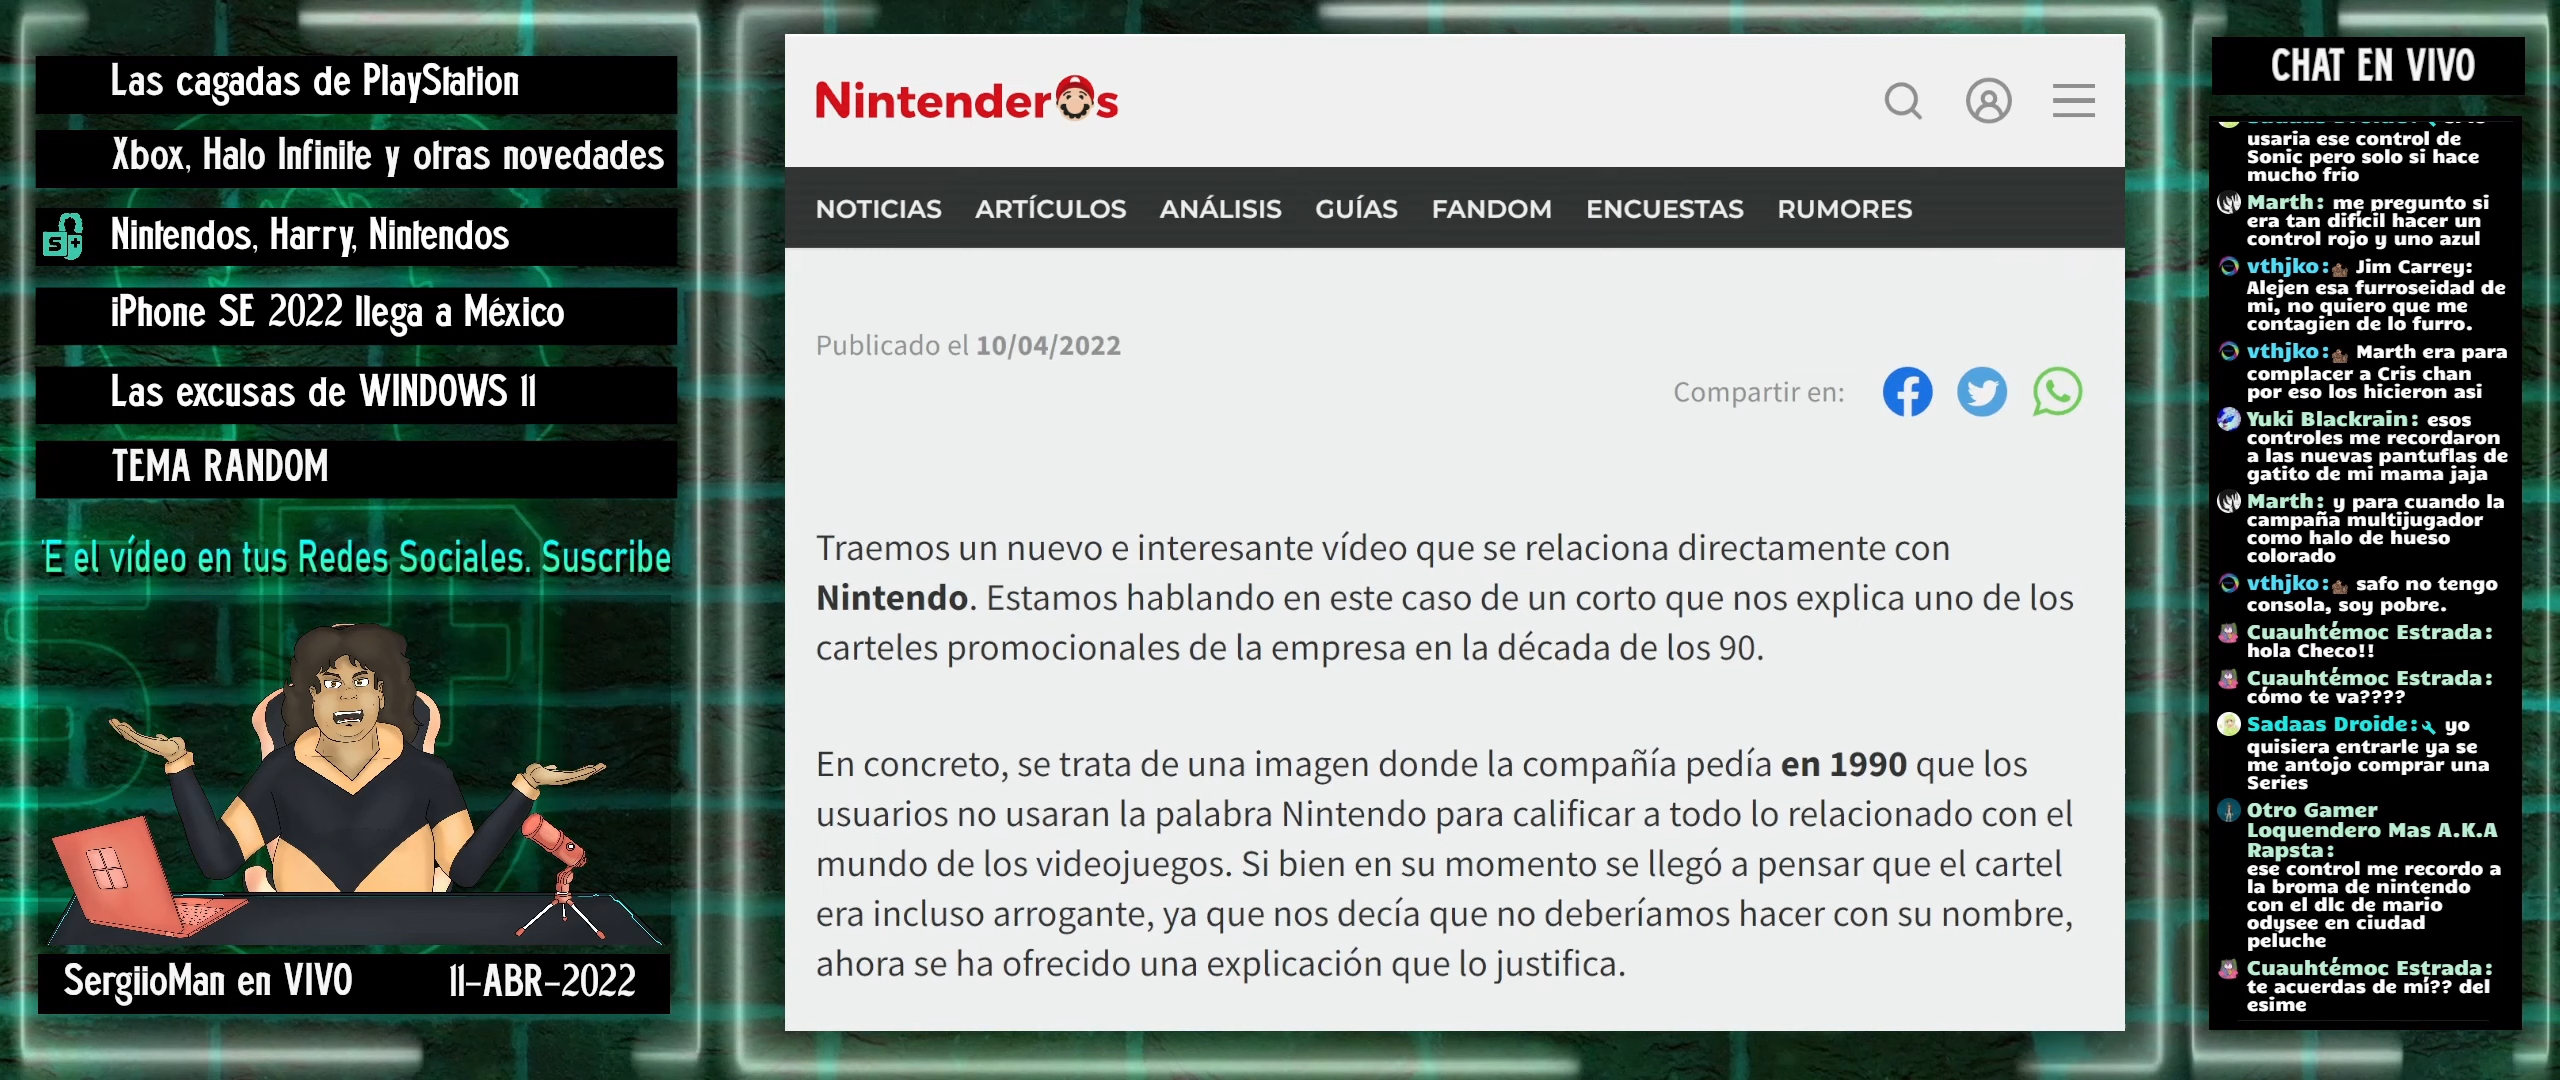 Las cagadas de PlayStation
Xbox, Halo Infinite y otras novedades
S+
Nintendos, Harry, Nintendos
iPhone SE 2022 llega a México
Las excusas de WINDOWS 11
TEMA RANDOM
E el vídeo en tus Redes Sociales. Suscribe
SergiioMan en VIVO
11-ABR-2022
Nintenderos
NOTICIAS ARTÍCULOS ANÁLISIS GUÍAS FANDOM ENCUESTAS RUMORES
Publicado el 10/04/2022
Compartir en:
Traemos un nuevo e interesante vídeo que se relaciona directamente con
Nintendo. Estamos hablando en este caso de un corto que nos explica uno de los
carteles promocionales de la empresa en la década de los 90.
En concreto, se trata de una imagen donde la compañía pedía en 1990 que los
usuarios no usaran la palabra Nintendo para calificar a todo lo relacionado con el
mundo de los videojuegos. Si bien en su momento se llegó a pensar que el cartel
era incluso arrogante, ya que nos decía que no deberíamos hacer con su nombre,
ahora se ha ofrecido una explicación que lo justifica.
CHAT EN VIVO
usaria ese control de
Sonic pero solo si hace
mucho frio
Marth: me pregunto si
era tan difícil hacer un
control rojo y uno azul
vthjko: Jim Carrey:
Alejen esa furroseidad de
mi, no quiero que me
contagien de lo furro.
vthjko: Marth era para
complacer a Cris chan
por eso los hicieron asi
Yuki Blackrain: esos
controles me recordaron
a las nuevas pantuflas de
gatito de mi mama jaja
Marth: y para cuando la
campaña multijugador
como halo de hueso
colorado
vthjko: safo no tengo
consola, soy pobre.
Cuauhtémoc Estrada:
hola Checo!!
Cuauhtémoc Estrada:
cómo te va????
Sadaas Droide: yo
quisiera entrarle ya se
me antojo comprar una
Series
Otro Gamer
Loquendero Mas A.K.A
Rapsta:
ese control me recordo a
la broma de nintendo
con el dlc de mario
odysee en ciudad
peluche
Cuauhtémoc Estrada:
te acuerdas de mí?? del
esime